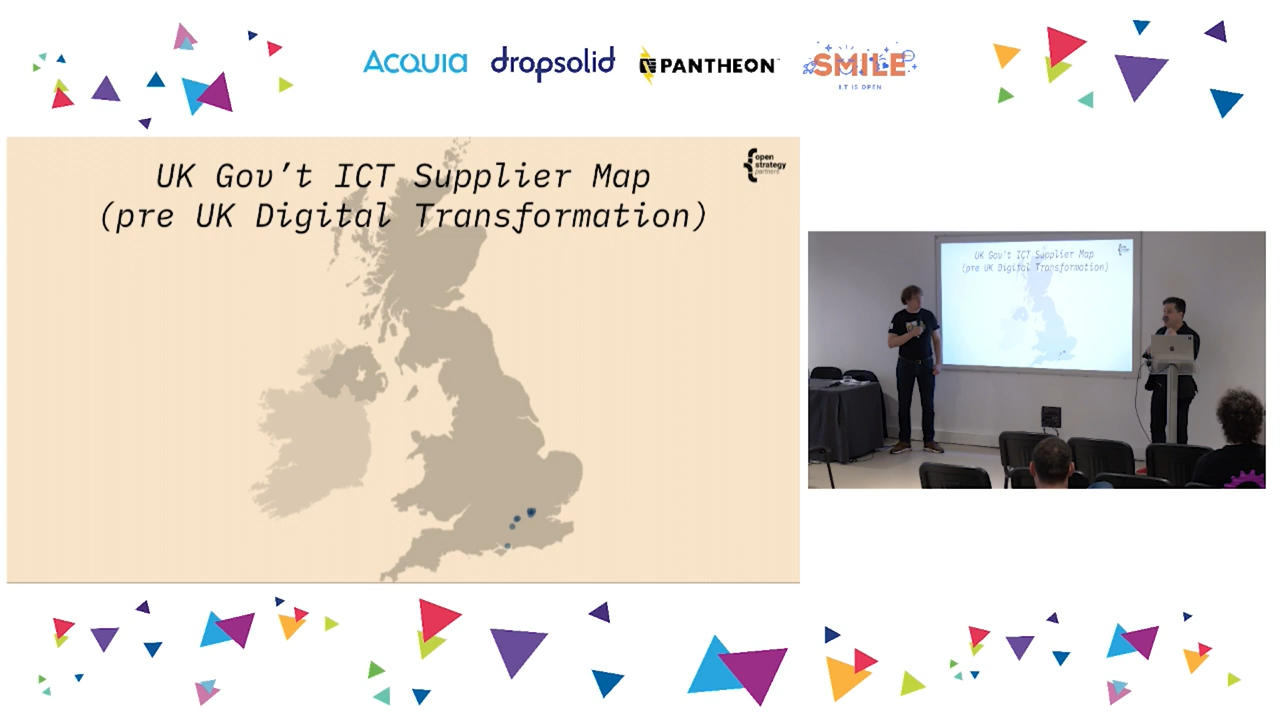 Acquia
dropsolid
PANTHEON
SMILE
I.T IS OPEN
UK Gov't ICT Supplier Map
(pre UK Digital Transformation)
open
strategy
partners
UK Gov't ICT Supplier Map
(pre UK Digital Transformation)